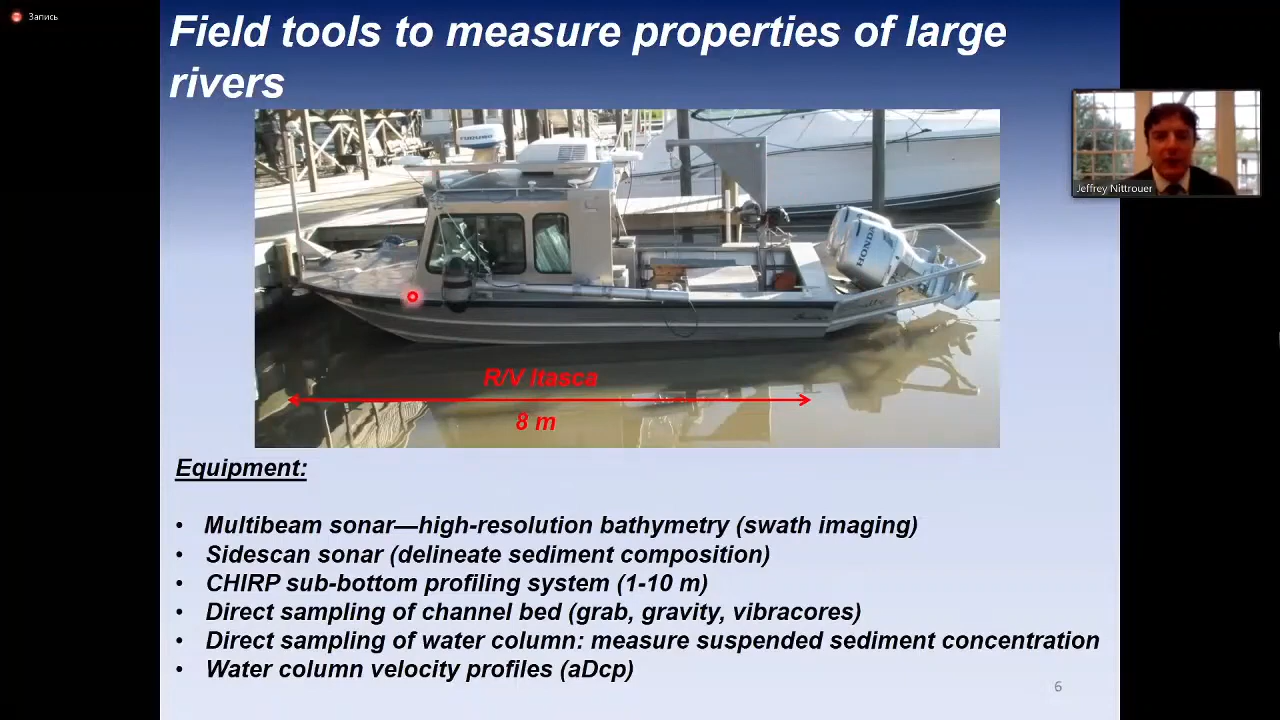 Запись
Field tools to measure properties of large
rivers
Jeffrey Nittrouer
FURUNO
HONDA
R/V Itasca
8 m
Equipment:
• Multibeam sonar—high-resolution bathymetry (swath imaging)
• Sidescan sonar (delineate sediment composition)
• CHIRP sub-bottom profiling system (1-10 m)
• Direct sampling of channel bed (grab, gravity, vibracores)
• Direct sampling of water column: measure suspended sediment concentration
• Water column velocity profiles (aDcp)
6